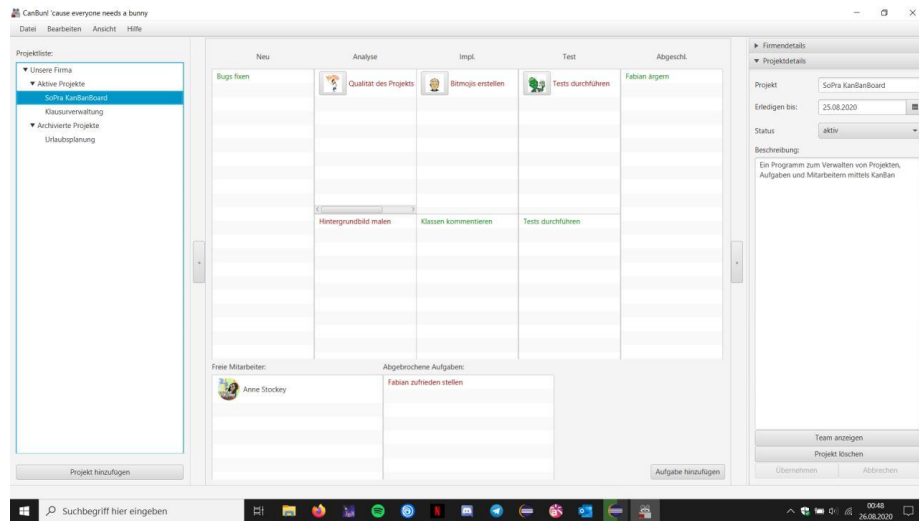 CanBun! 'cause everyone needs a bunny
Datei Bearbeiten Ansicht Hilfe
Projektliste:
Unsere Firma
Aktive Projekte
SoPra KanBanBoard
Klausurverwaltung
Archivierte Projekte
Urlaubsplanung
Projekt hinzufügen
Neu Analyse Impl. Test Abgeschl.
Bugs fixen
Qualität des Projekts
Bitmojis erstellen
Tests durchführen
Fabian ärgern
Hintergrundbild malen
Klassen kommentieren
Tests durchführen
Freie Mitarbeiter:
Anne Stockey
Abgebrochene Aufgaben:
Fabian zufrieden stellen
Aufgabe hinzufügen
Firmendetails
Projektdetails
Projekt SoPra KanBanBoard
Erledigen bis: 25.08.2020
Status aktiv
Beschreibung:
Ein Programm zum Verwalten von Projekten,
Aufgaben und Mitarbeitern mittels KanBan
Team anzeigen
Projekt löschen
Übernehmen Abbrechen
Suchbegriff hier eingeben
00:48
26.08.2020